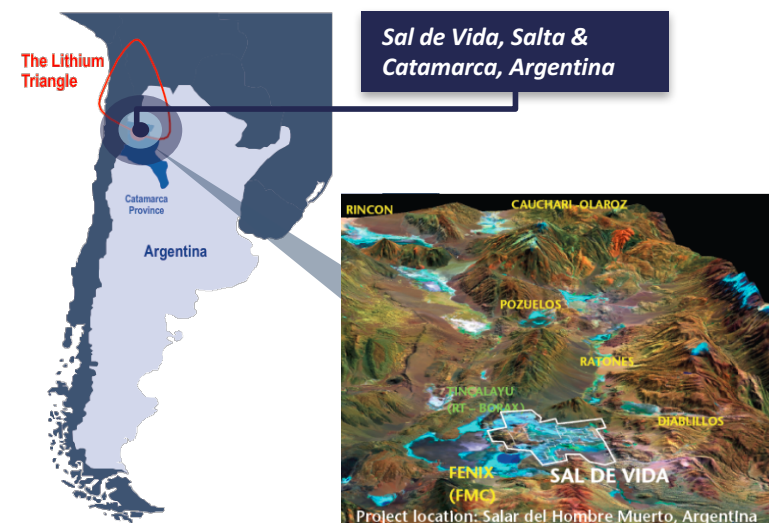 Sal de Vida, Salta &
Catamarca, Argentina
The Lithium
Triangle
Catamarca
Province
Argentina
RINCON
CAUCHARI-OLAROZ
POZUELOS
RATONES
TINCALAYU
(RT – BORAX)
DIABLILLOS
FENIX
(FMC)
SAL DE VIDA
Project location: Salar del Hombre Muerto, Argentina